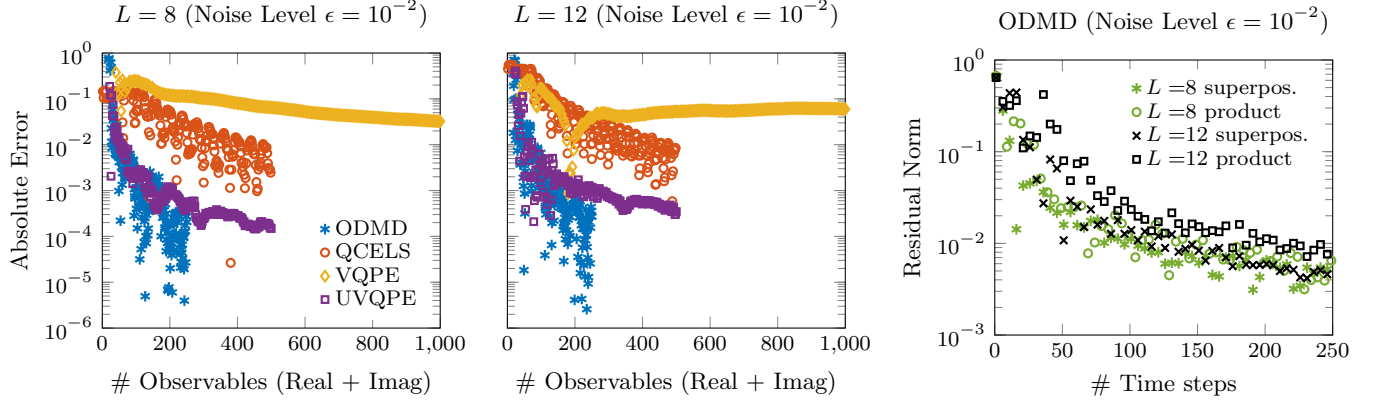 L = 8 (Noise Level ϵ = 10⁻²)
Absolute Error
10⁰
10⁻¹
10⁻²
10⁻³
10⁻⁴
10⁻⁵
10⁻⁶
ODMD
QCELS
VQPE
UVQPE
0 200 400 600 800 1,000
# Observables (Real + Imag)
L = 12 (Noise Level ϵ = 10⁻²)
0 200 400 600 800 1,000
# Observables (Real + Imag)
ODMD (Noise Level ϵ = 10⁻²)
Residual Norm
10⁰
10⁻¹
10⁻²
10⁻³
L =8 superpos.
L =8 product
L =12 superpos.
L =12 product
0 50 100 150 200 250
# Time steps